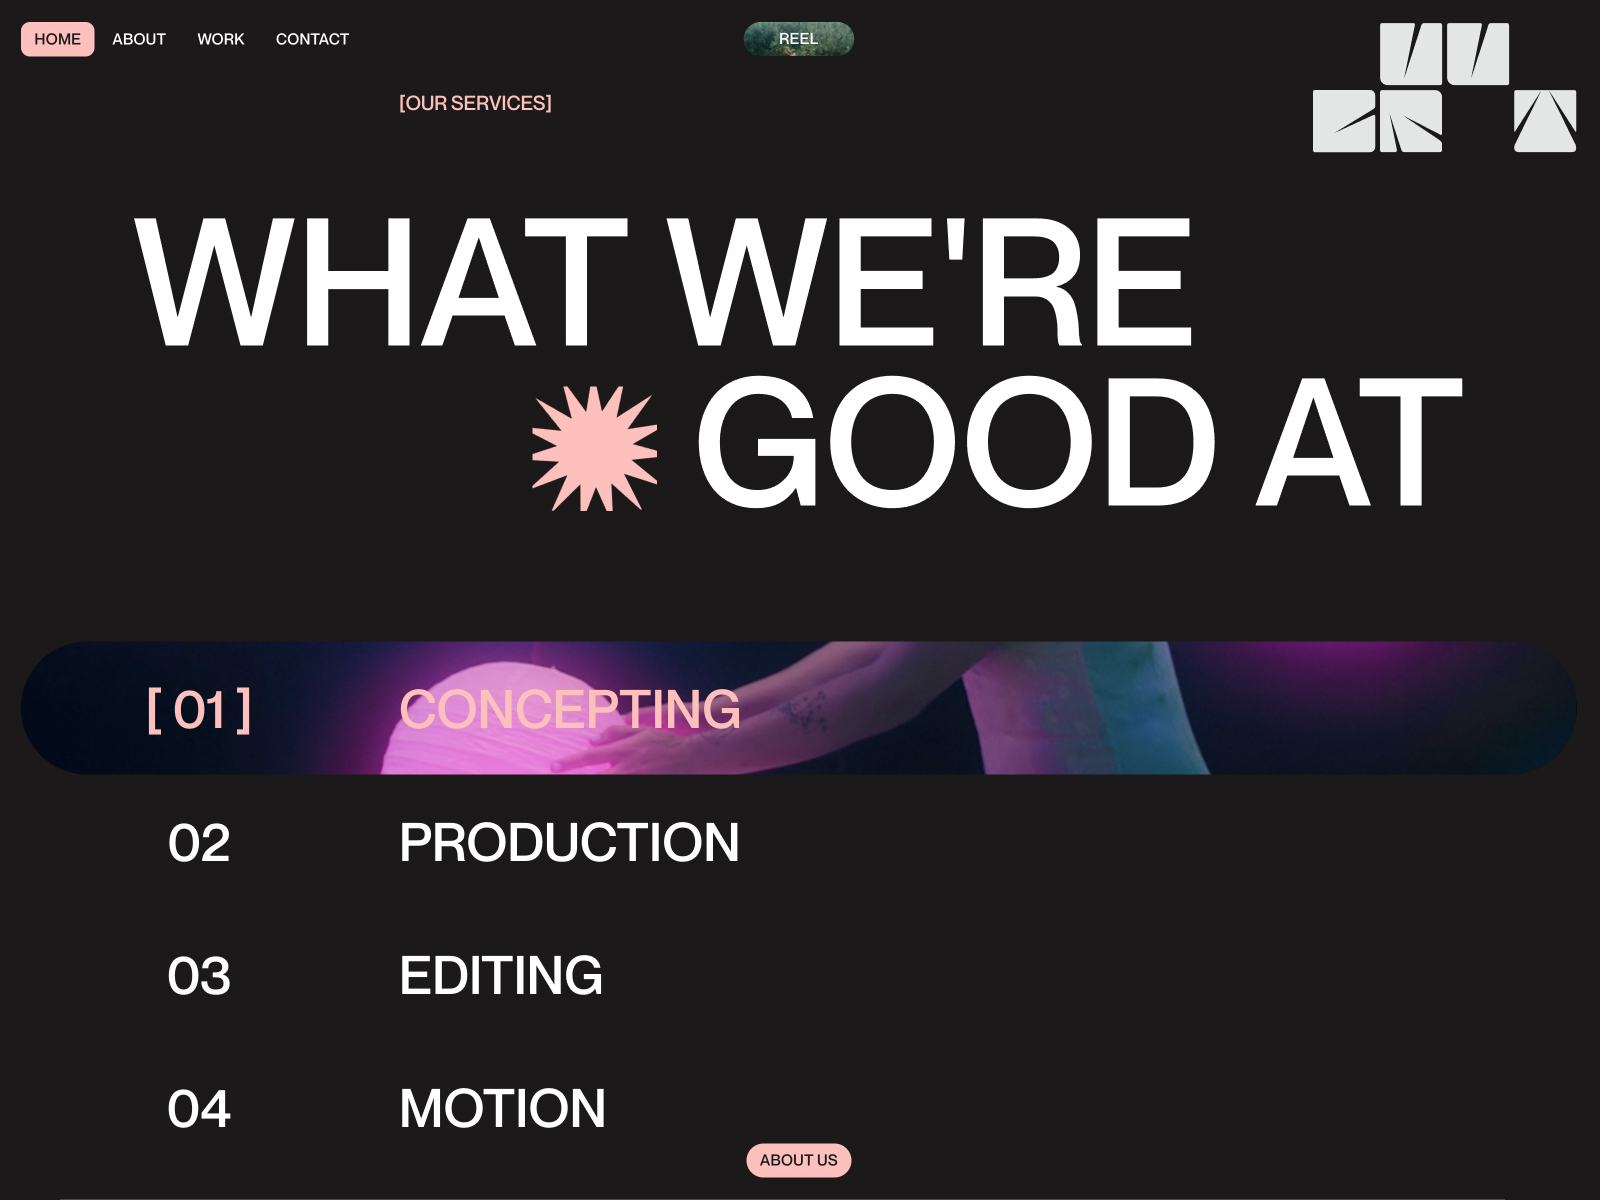 HOME ABOUT WORK CONTACT REEL
[OUR SERVICES]
WHAT WE'RE
GOOD AT
[ 01 ] CONCEPTING
02 PRODUCTION
03 EDITING
04 MOTION
ABOUT US